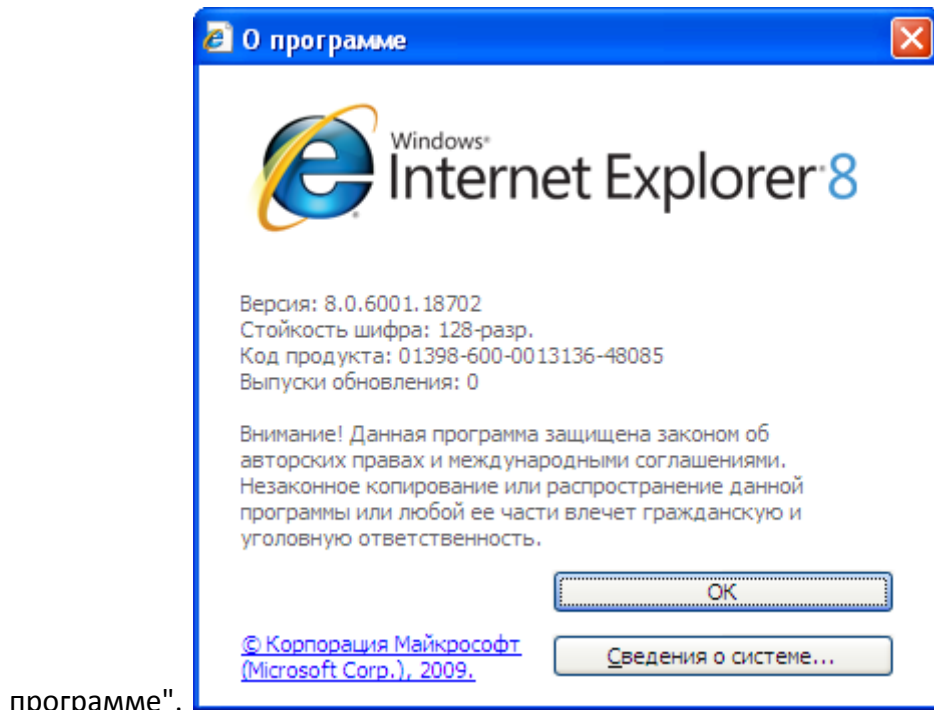 О программе
Windows®
Internet Explorer®8
Версия: 8.0.6001.18702
Стойкость шифра: 128-разр.
Код продукта: 01398-600-0013136-48085
Выпуски обновления: 0
Внимание! Данная программа защищена законом об
авторских правах и международными соглашениями.
Незаконное копирование или распространение данной
программы или любой ее части влечет гражданскую и
уголовную ответственность.
OK
© Корпорация Майкрософт
(Microsoft Corp.), 2009.
Сведения о системе...
программе".